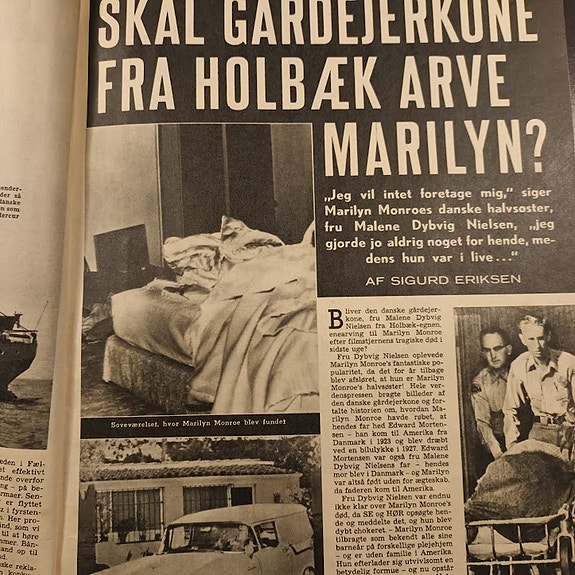 SKAL GÅRDEJERKONE
FRA HOLBÆK ARVE
MARILYN?
„Jeg vil intet foretage mig,“ siger
Marilyn Monroes danske halvsøster,
fru Malene Dybvig Nielsen, „jeg
gjorde jo aldrig noget for hende, me-
dens hun var i live...“
AF SIGURD ERIKSEN
Soveværelset, hvor Marilyn Monroe blev fundet
Bliver den danske gårdejer-
kone, fru Malene Dybvig
Nielsen fra Holbæk-egnen,
enearving til Marilyn Monroe
efter filmstjernens tragiske død i
sidste uge?
Fru Dybvig Nielsen oplevede
Marilyn Monroe's fantastiske po-
pularitet, da det for år tilbage
blev afsløret, at hun er Marilyn
Monroe's halvsøster! Hele ver-
denspressen bragte billeder af
den danske gårdejerkone og for-
talte historien om, hvordan Ma-
rilyn Monroe havde røbet, at
hendes far hed Edward Morten-
sen – han kom til Amerika fra
Danmark i 1923 og blev dræbt
ved en bilulykke i 1927. Edward
Mortensen var også fru Malene
Dybvig Nielsens far – hendes
mor blev i Danmark – og Marilyn
var altså født uden for ægteskab,
da faderen kom til Amerika.
Fru Dybvig Nielsen var endnu
ikke klar over Marilyn Monroe's
død, da SE og HØR opsøgte hen-
de og meddelte det, og hun blev
dybt chokeret. – Marilyn Monroe
tilbragte som bekendt alle sine
barneår på forskellige plejehjem
– og er uden familie i Amerika.
Hun efterlader sig utvivlsomt en
betydelig formue – og nu opstår